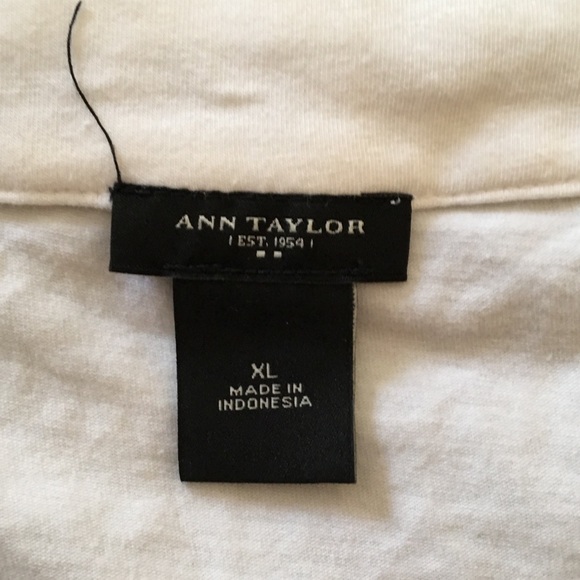 ANN TAYLOR
| EST. 1954 |
XL
MADE IN
INDONESIA